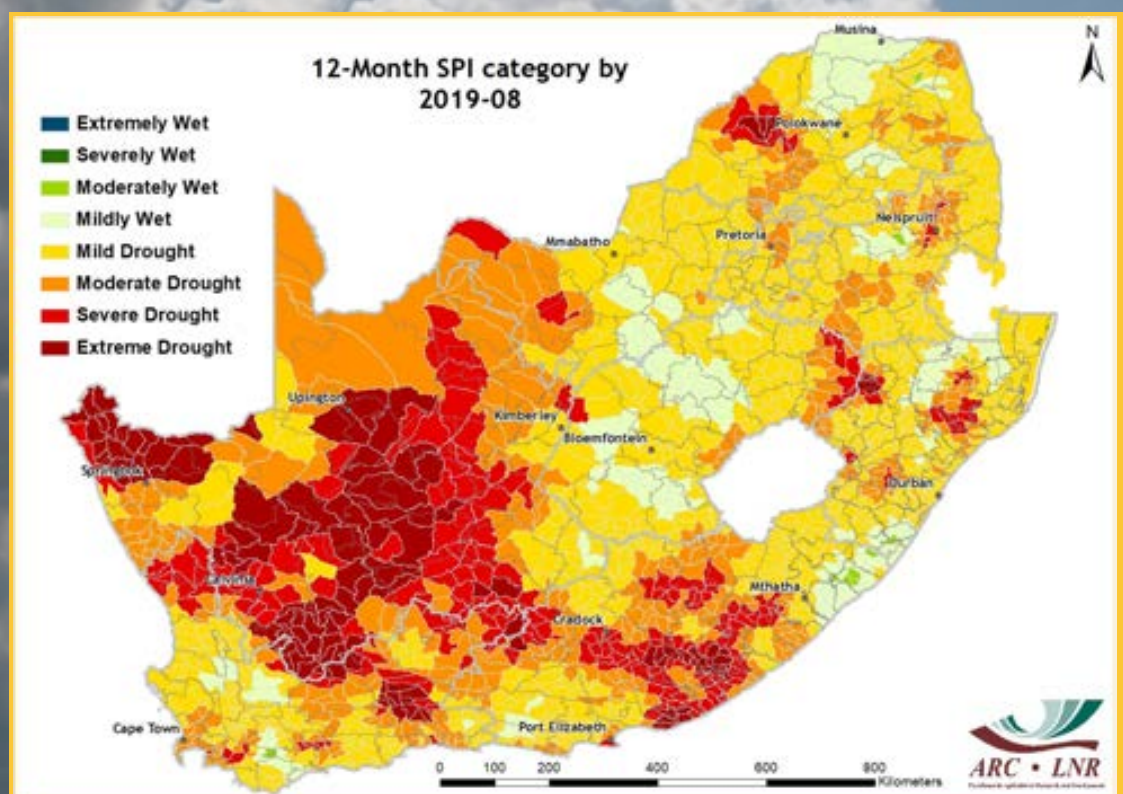 12-Month SPI category by
2019-08
N
Extremely Wet
Severely Wet
Moderately Wet
Mildly Wet
Mild Drought
Moderate Drought
Severe Drought
Extreme Drought
Musina
Polokwane
Nelspruit
Pretoria
Mmabatho
Upington
Kimberley
Bloemfontein
Springbok
Durban
Calvinia
Mthatha
Cradock
Cape Town
Port Elizabeth
0 100 200 400 600 800
Kilometers
ARC • LNR